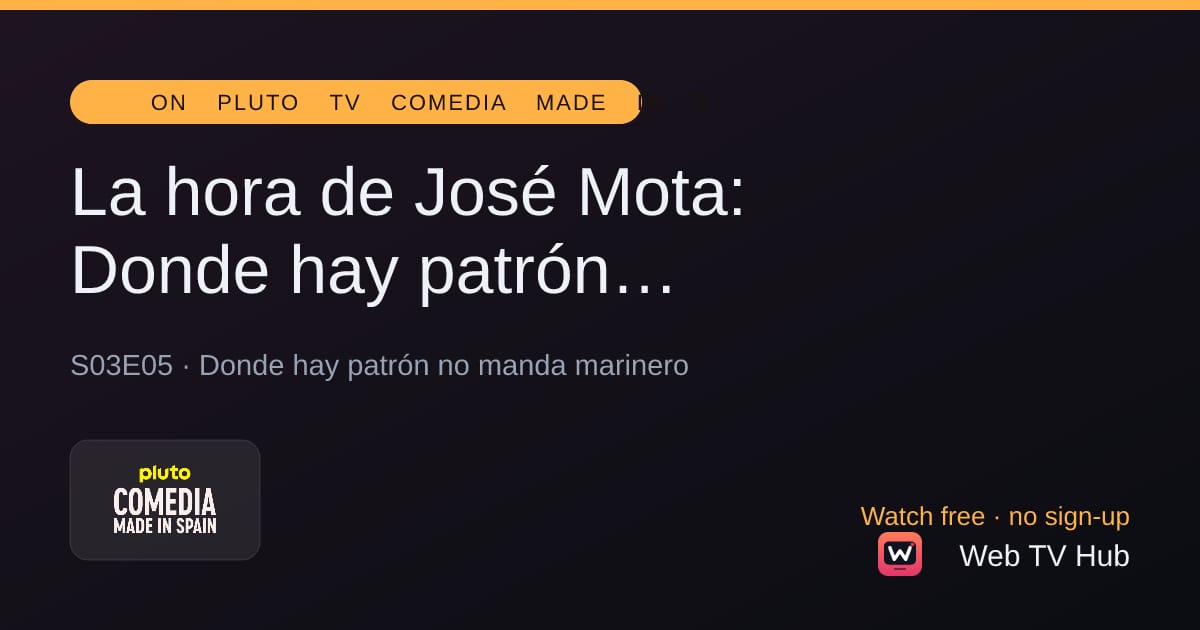 ON PLUTO TV COMEDIA MADE
La hora de José Mota:
Donde hay patrón…
S03E05 · Donde hay patrón no manda marinero
pluto
COMEDIA
MADE IN SPAIN
Watch free · no sign-up
W
Web TV Hub